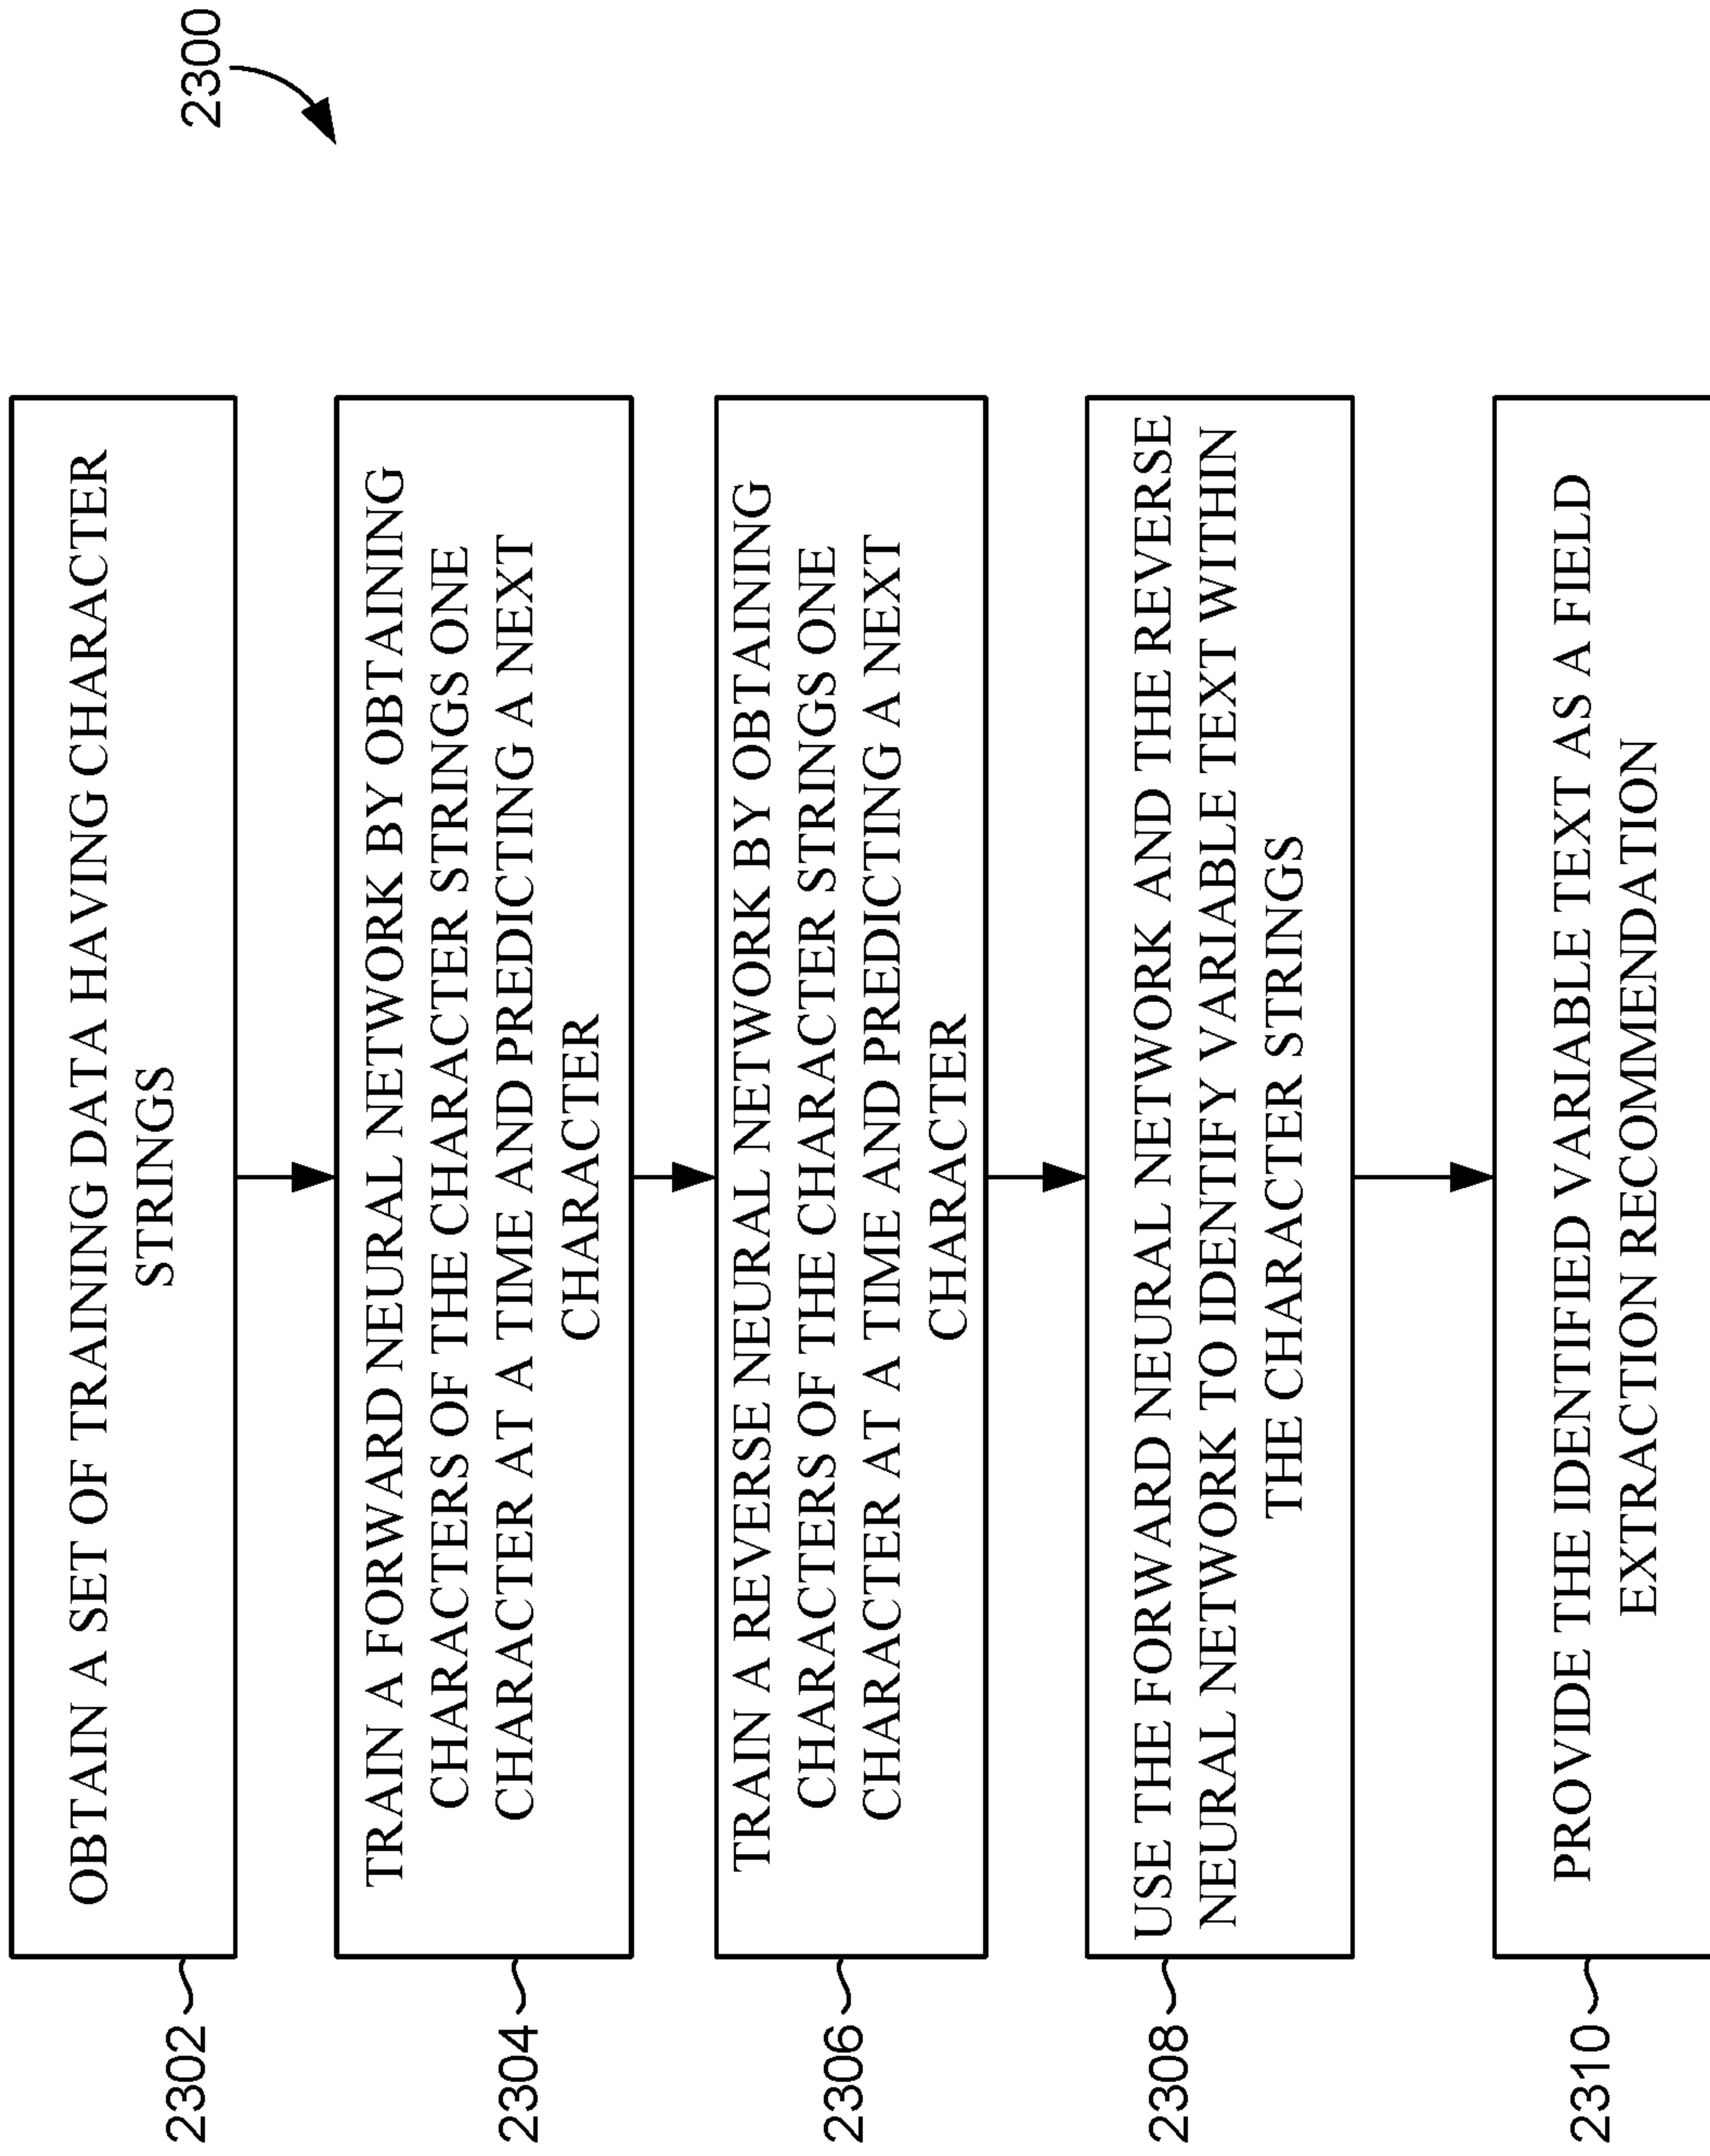 2300
OBTAIN A SET OF TRAINING DATA HAVING CHARACTER
STRINGS
2302
TRAIN A FORWARD NEURAL NETWORK BY OBTAINING
CHARACTERS OF THE CHARACTER STRINGS ONE
CHARACTER AT A TIME AND PREDICTING A NEXT
CHARACTER
2304
TRAIN A REVERSE NEURAL NETWORK BY OBTAINING
CHARACTERS OF THE CHARACTER STRINGS ONE
CHARACTER AT A TIME AND PREDICTING A NEXT
CHARACTER
2306
USE THE FORWARD NEURAL NETWORK AND THE REVERSE
NEURAL NETWORK TO IDENTIFY VARIABLE TEXT WITHIN
THE CHARACTER STRINGS
2308
PROVIDE THE IDENTIFIED VARIABLE TEXT AS A FIELD
EXTRACTION RECOMMENDATION
2310